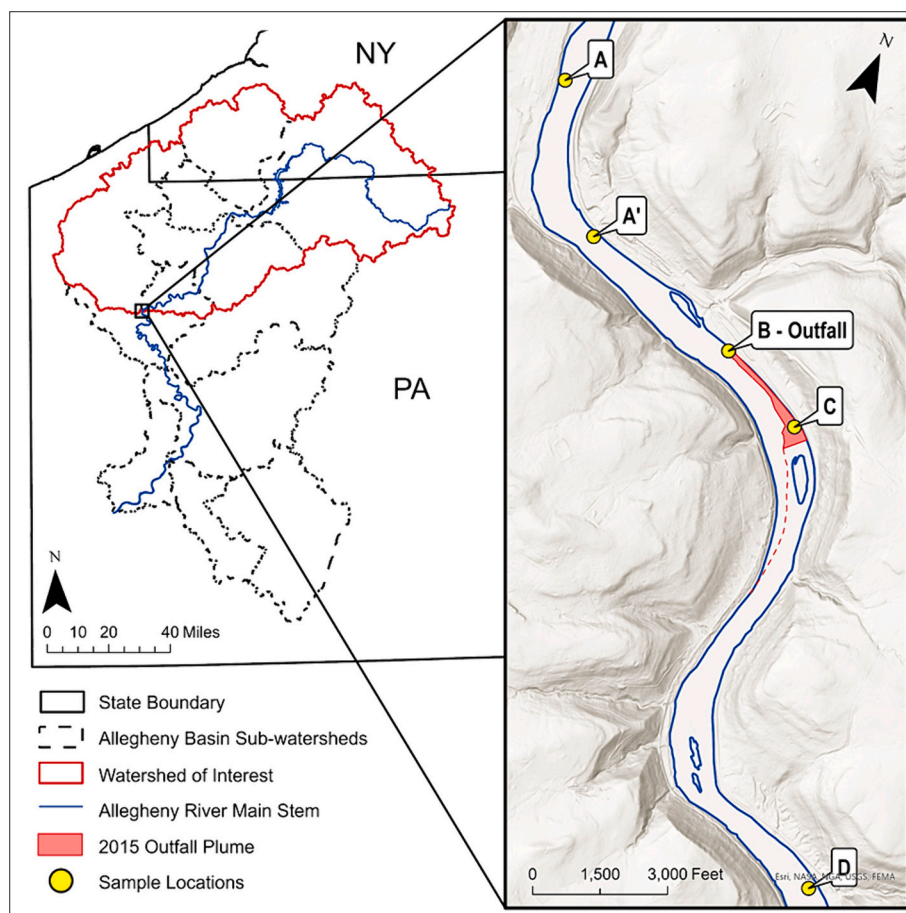 NY
PA
N
0 10 20 40 Miles
State Boundary
Allegheny Basin Sub-watersheds
Watershed of Interest
Allegheny River Main Stem
2015 Outfall Plume
Sample Locations
N
A
A'
B - Outfall
C
D
0 1,500 3,000 Feet
Esri, NASA, NGA, USGS, FEMA